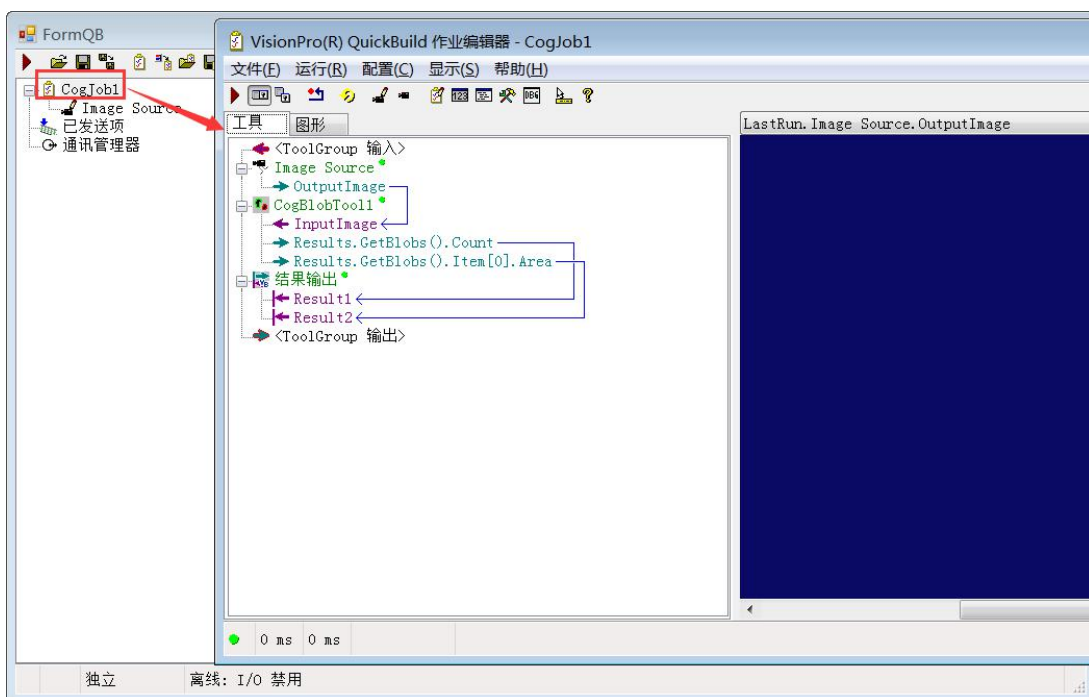 FormQB
CogJob1
Image Source
已发送项
通讯管理器
VisionPro(R) QuickBuild 作业编辑器 - CogJob1
文件(F) 运行(R) 配置(C) 显示(S) 帮助(H)
工具 图形
<ToolGroup 输入>
Image Source
OutputImage
CogBlobTool1
InputImage
Results.GetBlobs().Count
Results.GetBlobs().Item[0].Area
结果输出
Result1
Result2
<ToolGroup 输出>
LastRun.Image Source.OutputImage
0 ms 0 ms
独立 离线: I/O 禁用